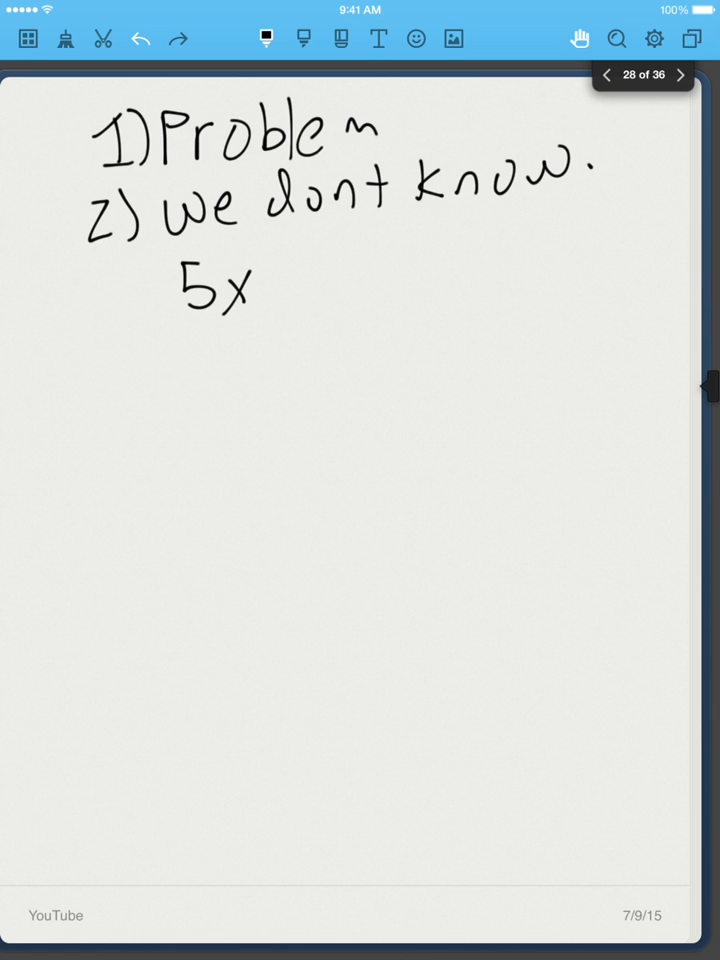 9:41 AM 100%
28 of 36
1) Problem
2) we dont know.
5x
YouTube 7/9/15